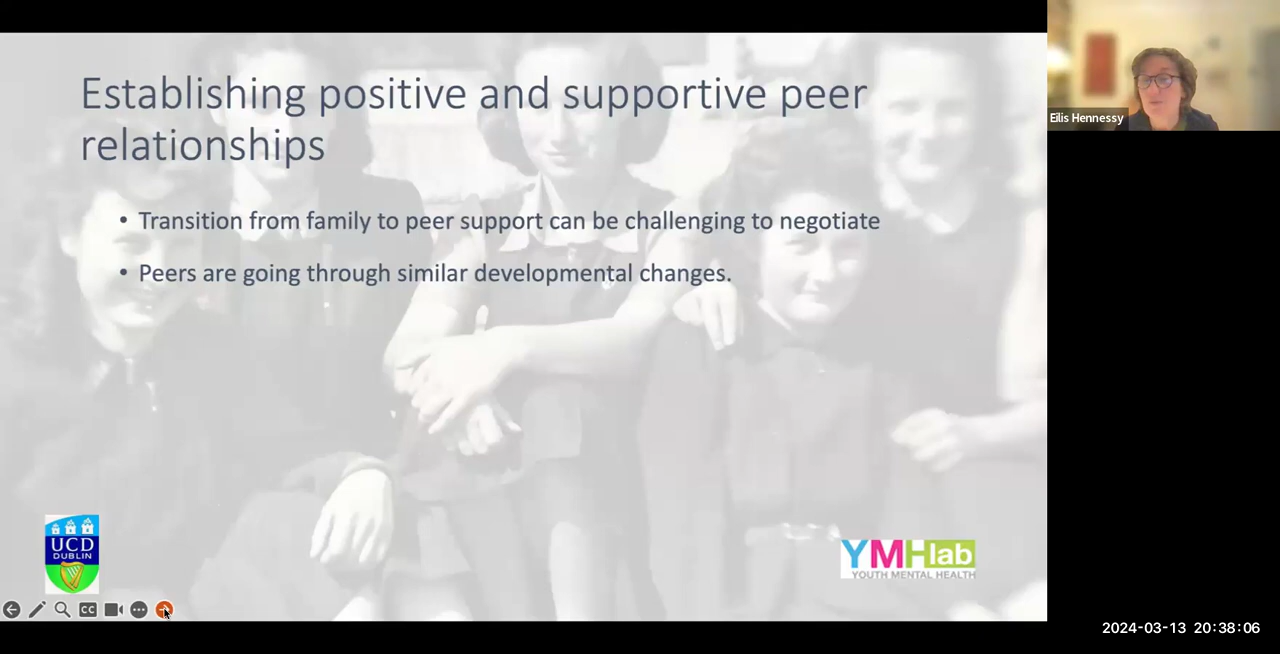 Establishing positive and supportive peer
relationships
• Transition from family to peer support can be challenging to negotiate
• Peers are going through similar developmental changes.
Eilis Hennessy
UCD
DUBLIN
YMHlab
YOUTH MENTAL HEALTH
CC
2024-03-13 20:38:06